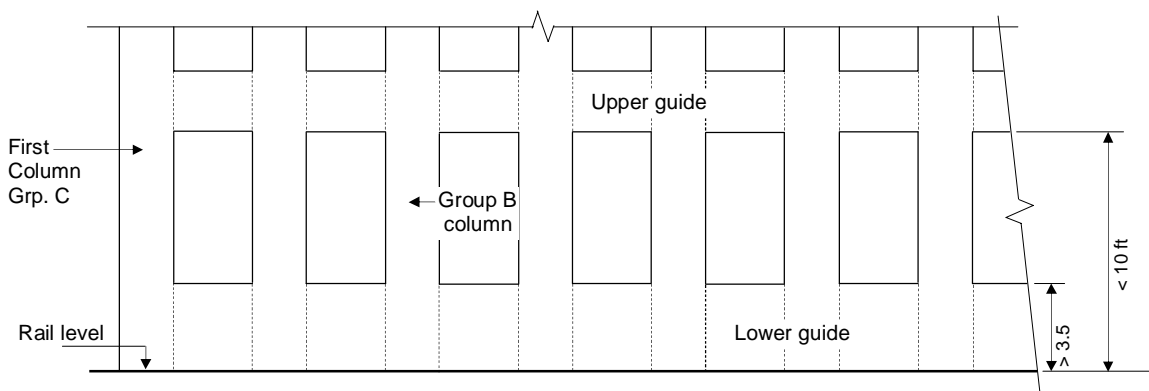 Upper guide
First
Column
Grp. C
Group B
column
Rail level
Lower guide
> 3.5
< 10 ft